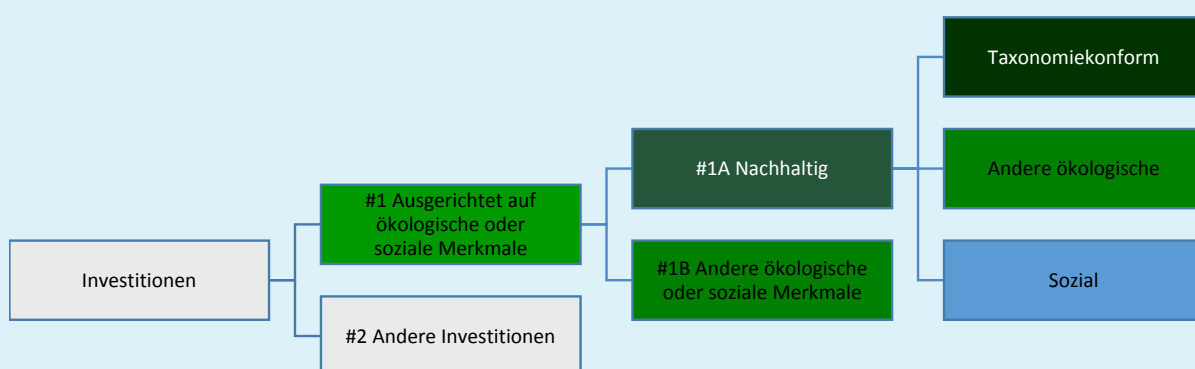 Investitionen
#1 Ausgerichtet auf
ökologische oder
soziale Merkmale
#2 Andere Investitionen
#1A Nachhaltig
#1B Andere ökologische
oder soziale Merkmale
Taxonomiekonform
Andere ökologische
Sozial